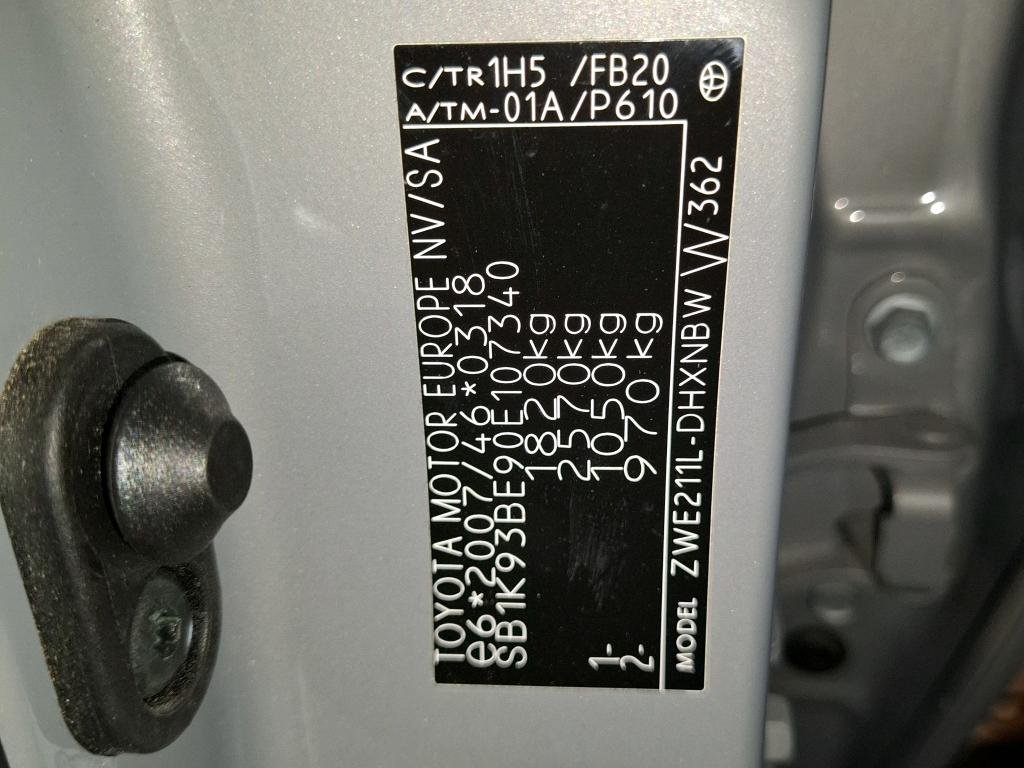 C/TR 1H5 /FB20
A/TM-01A/P610
TOYOTA MOTOR EUROPE NV/SA
e6*2007/46*0318
SB1K93BE90E107340
1820kg
2570kg
1- 1050kg
2- 970kg
MODEL ZWE211L-DHXNBW W 362